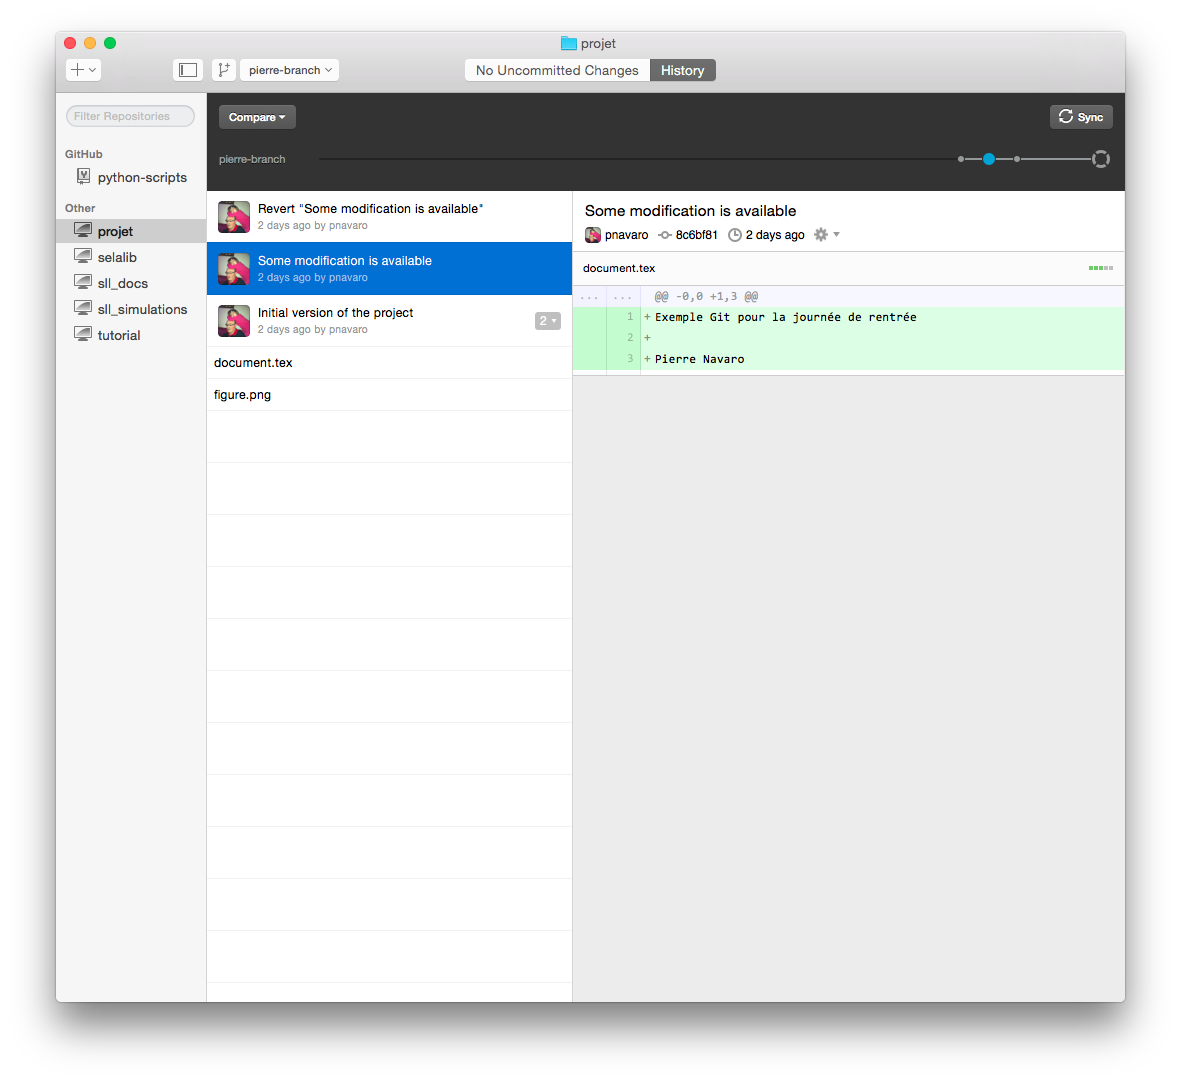 projet
pierre-branch
No Uncommitted Changes
History
Filter Repositories
GitHub
python-scripts
Other
projet
selalib
sll_docs
sll_simulations
tutorial
Compare
Sync
pierre-branch
Revert "Some modification is available"
2 days ago by pnavaro
Some modification is available
2 days ago by pnavaro
Initial version of the project
2 days ago by pnavaro
2
document.tex
figure.png
Some modification is available
pnavaro 8c6bf81 2 days ago
document.tex
... ... @@ -0,0 +1,3 @@
1 + Exemple Git pour la journée de rentrée
2 +
3 + Pierre Navaro